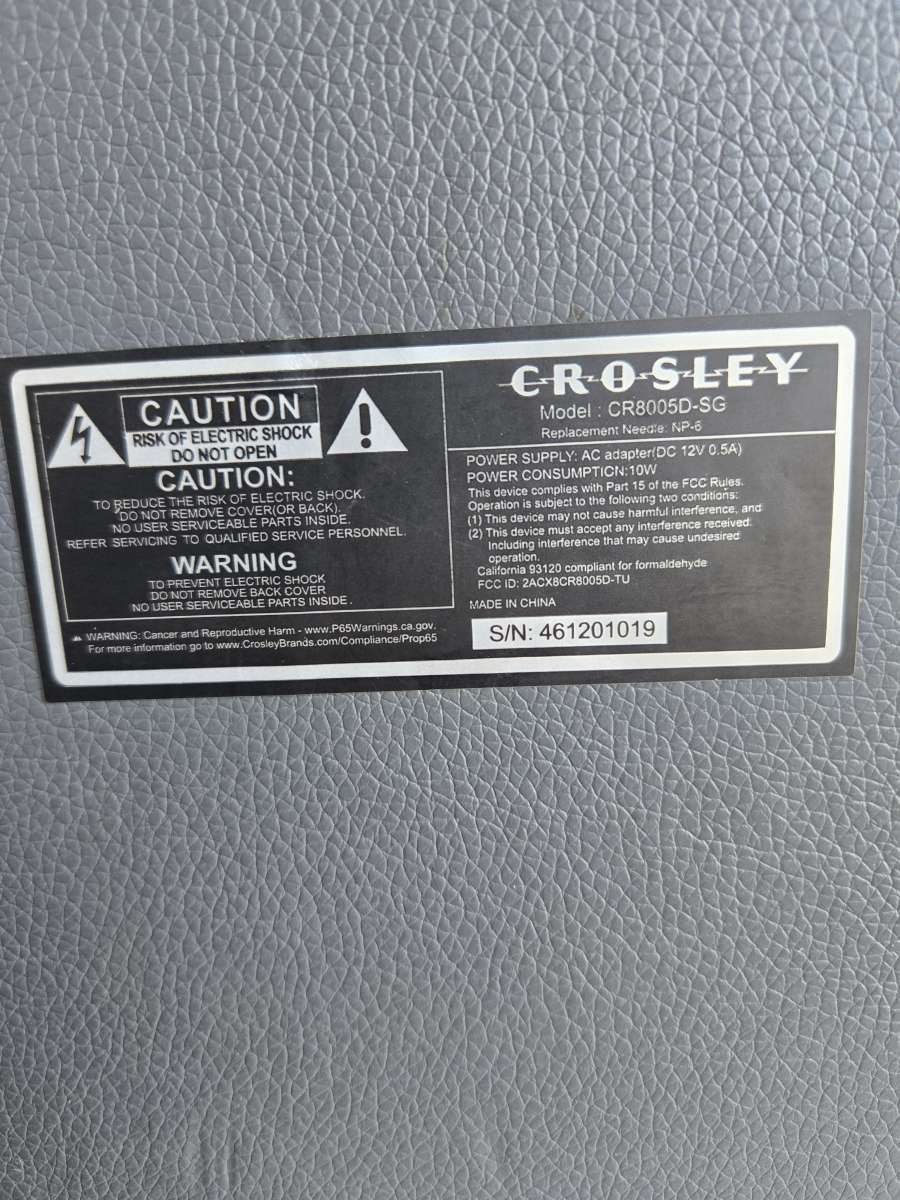 CAUTION
RISK OF ELECTRIC SHOCK
DO NOT OPEN
CAUTION:
TO REDUCE THE RISK OF ELECTRIC SHOCK.
DO NOT REMOVE COVER(OR BACK).
NO USER SERVICEABLE PARTS INSIDE.
REFER SERVICING TO QUALIFIED SERVICE PERSONNEL.
WARNING
TO PREVENT ELECTRIC SHOCK
DO NOT REMOVE BACK COVER
NO USER SERVICEABLE PARTS INSIDE.
WARNING: Cancer and Reproductive Harm - www.P65Warnings.ca.gov.
For more information go to www.CrosleyBrands.com/Compliance/Prop65
CROSLEY
Model : CR8005D-SG
Replacement Needle: NP-6
POWER SUPPLY: AC adapter(DC 12V 0.5A)
POWER CONSUMPTION:10W
This device complies with Part 15 of the FCC Rules.
Operation is subject to the following two conditions:
(1) This device may not cause harmful interference, and
(2) This device must accept any interference received.
Including interference that may cause undesired
operation.
California 93120 compliant for formaldehyde
FCC ID: 2ACX8CR8005D-TU
MADE IN CHINA
S/N: 461201019